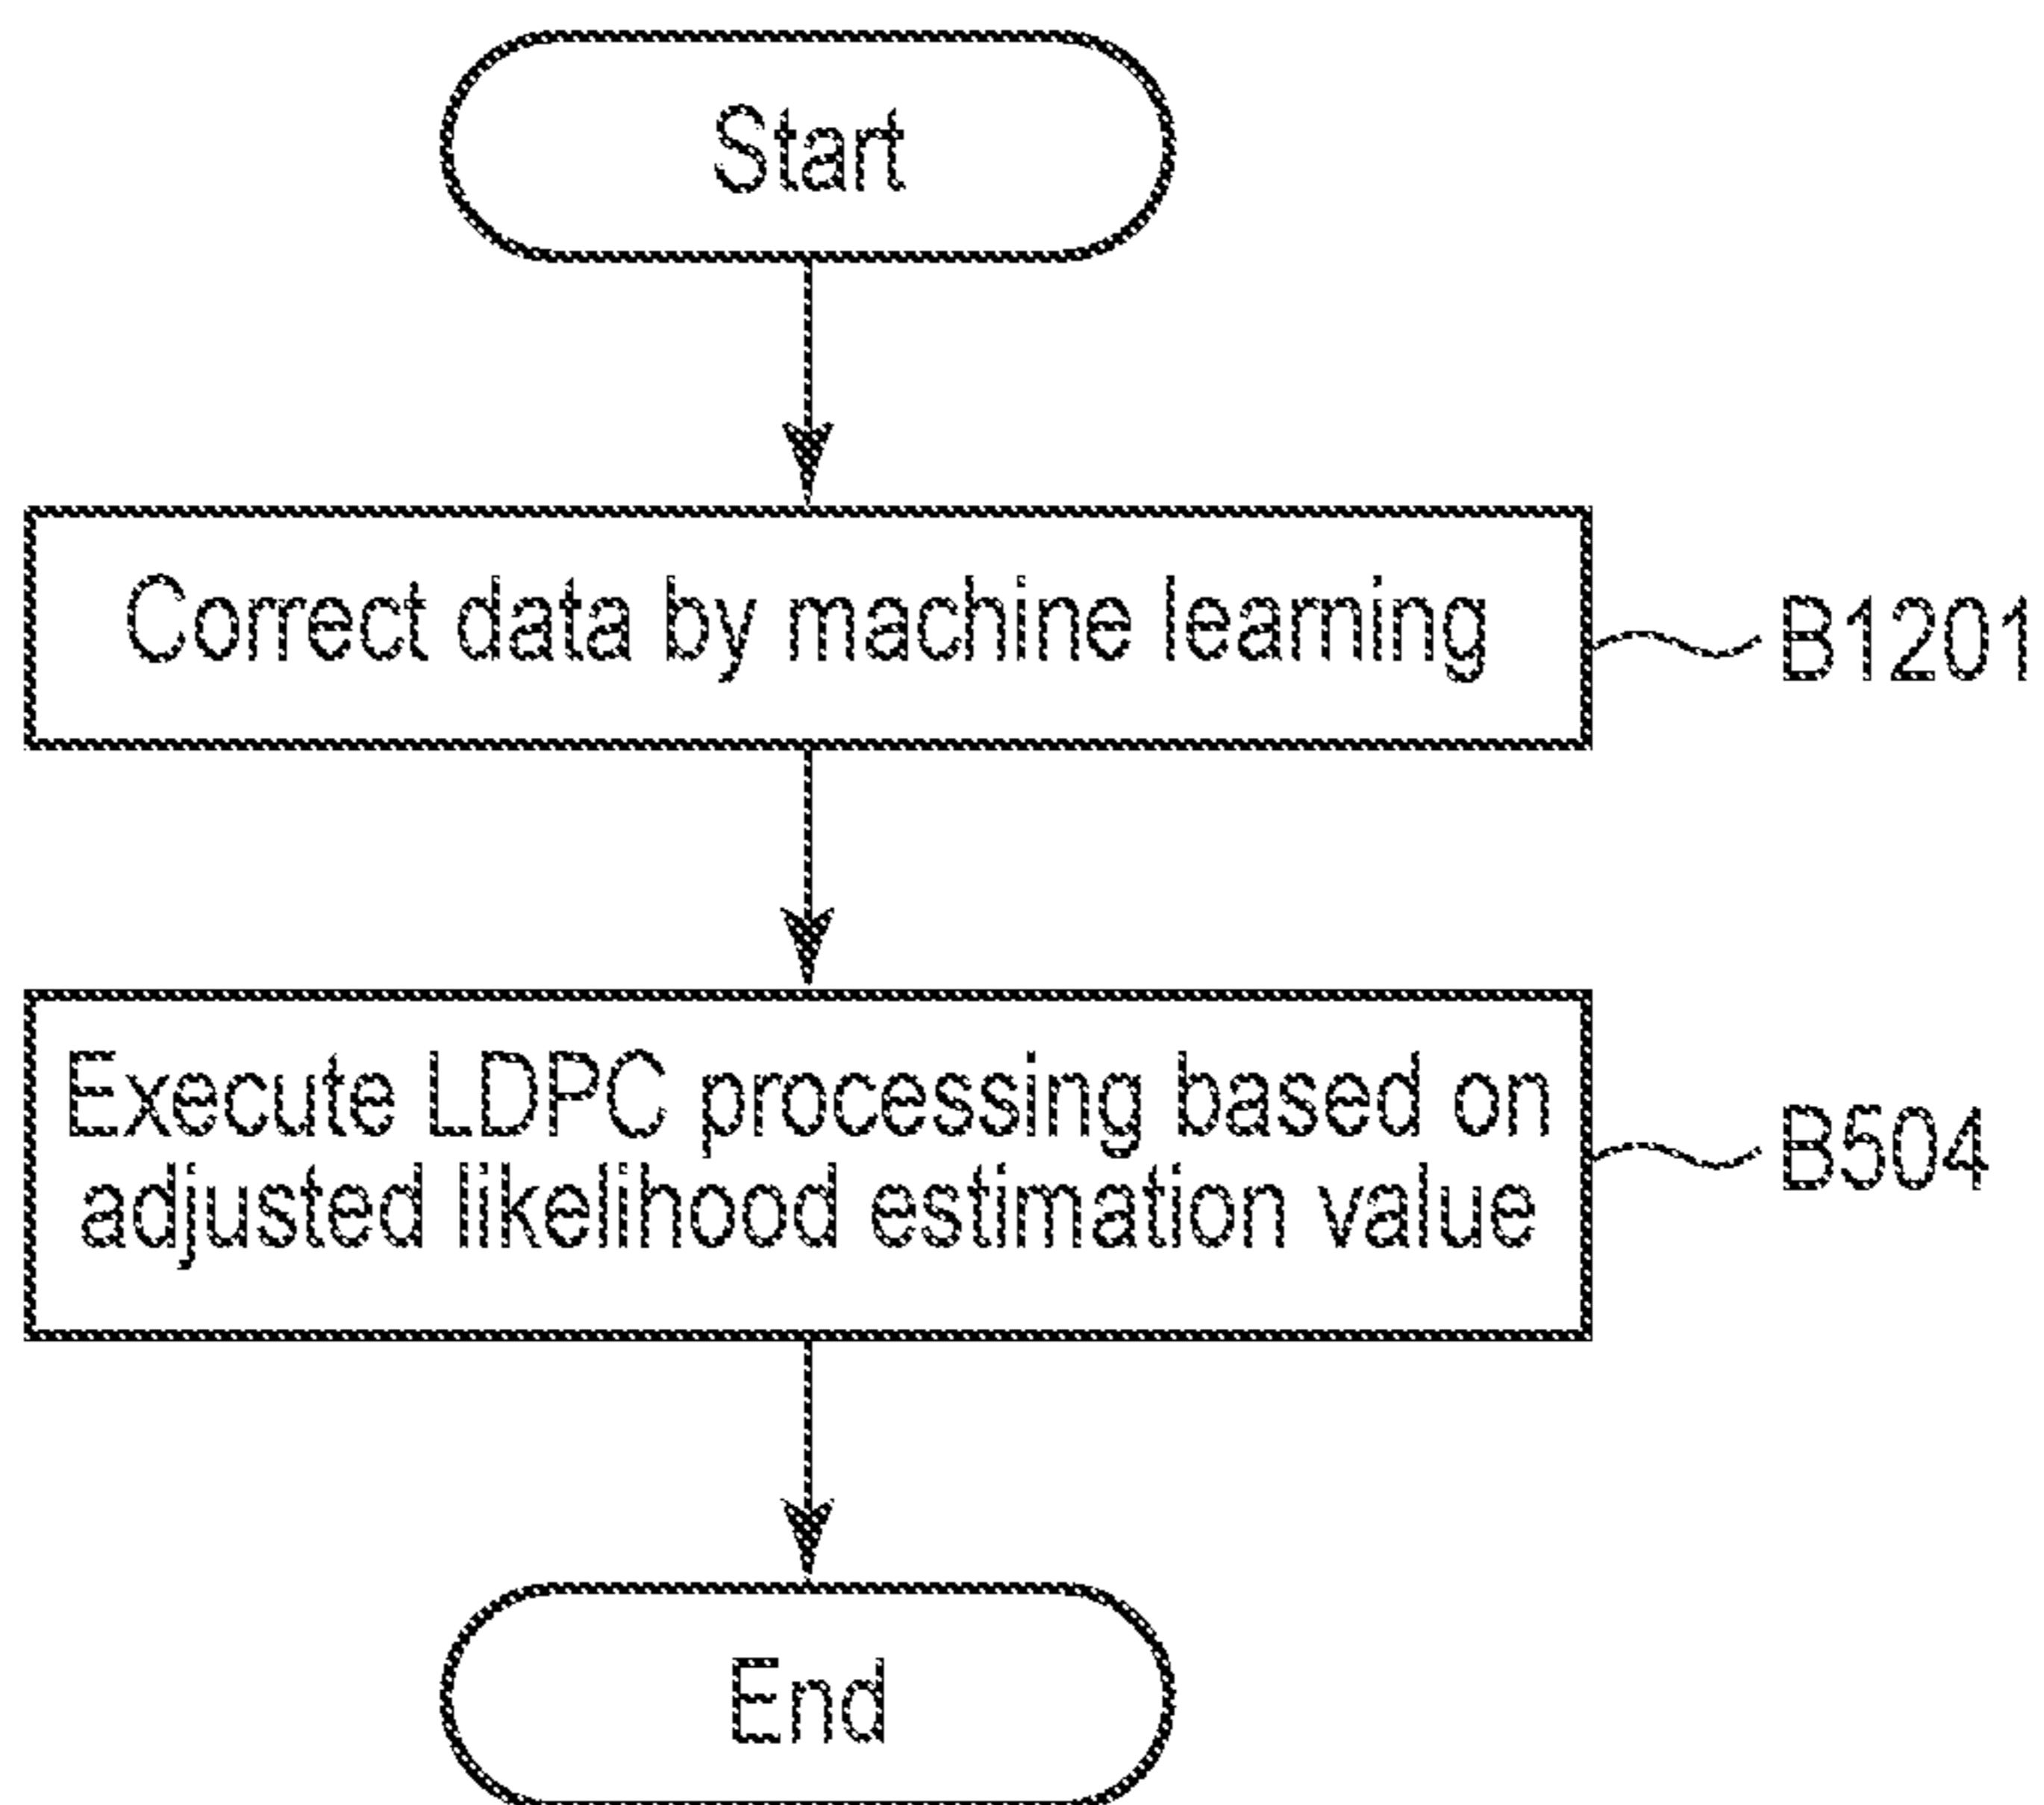 Start
Correct data by machine learning
B1201
Execute LDPC processing based on
adjusted likelihood estimation value
B504
End